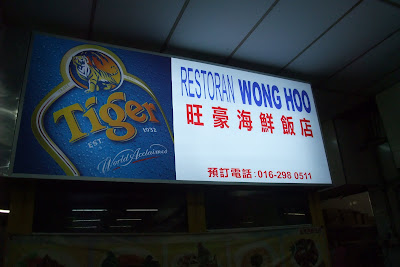 Tiger
EST. 1932
World Acclaimed
RESTORAN WONG HOO
旺豪海鮮飯店
預訂電話:016-298 0511